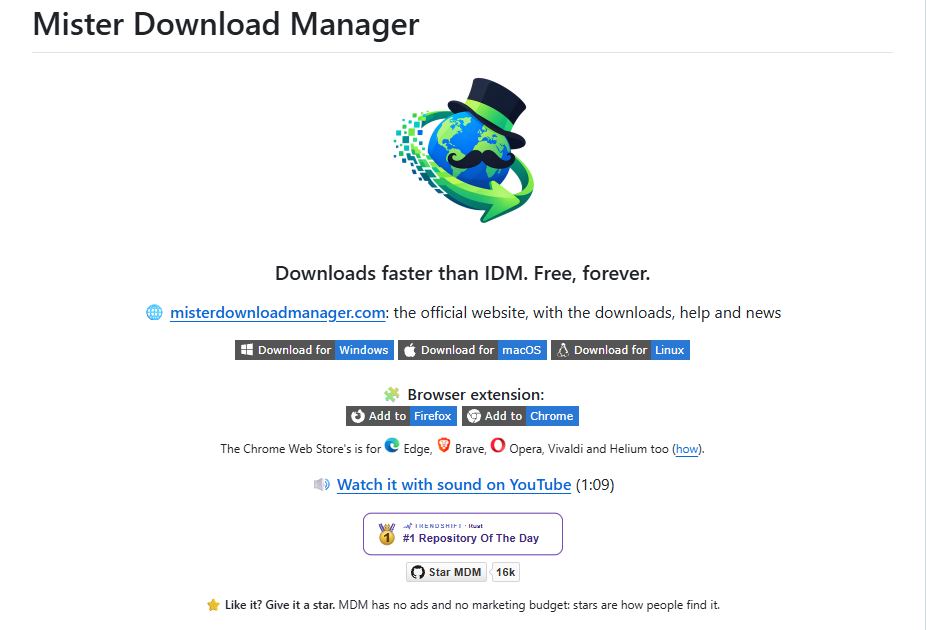 Mister Download Manager
Downloads faster than IDM. Free, forever.
misterdownloadmanager.com: the official website, with the downloads, help and news
Download for Windows Download for macOS Download for Linux
Browser extension:
Add to Firefox Add to Chrome
The Chrome Web Store's is for Edge, Brave, Opera, Vivaldi and Helium too (how).
Watch it with sound on YouTube (1:09)
TRENDSHIFT · Rust
1 #1 Repository Of The Day
Star MDM 16k
Like it? Give it a star. MDM has no ads and no marketing budget: stars are how people find it.